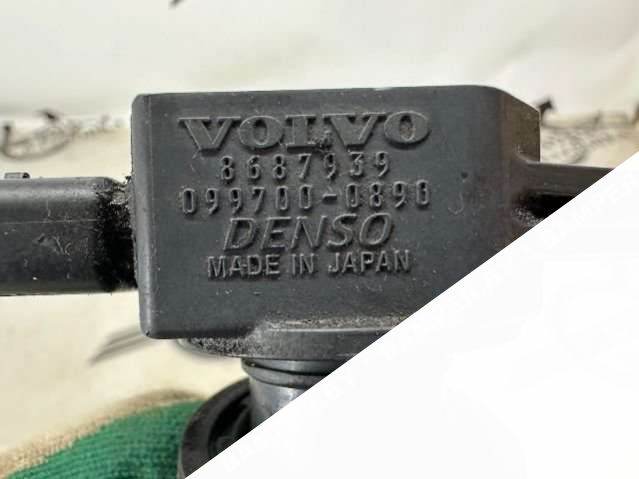 VOLVO
8687939
099700-0890
DENSO
MADE IN JAPAN